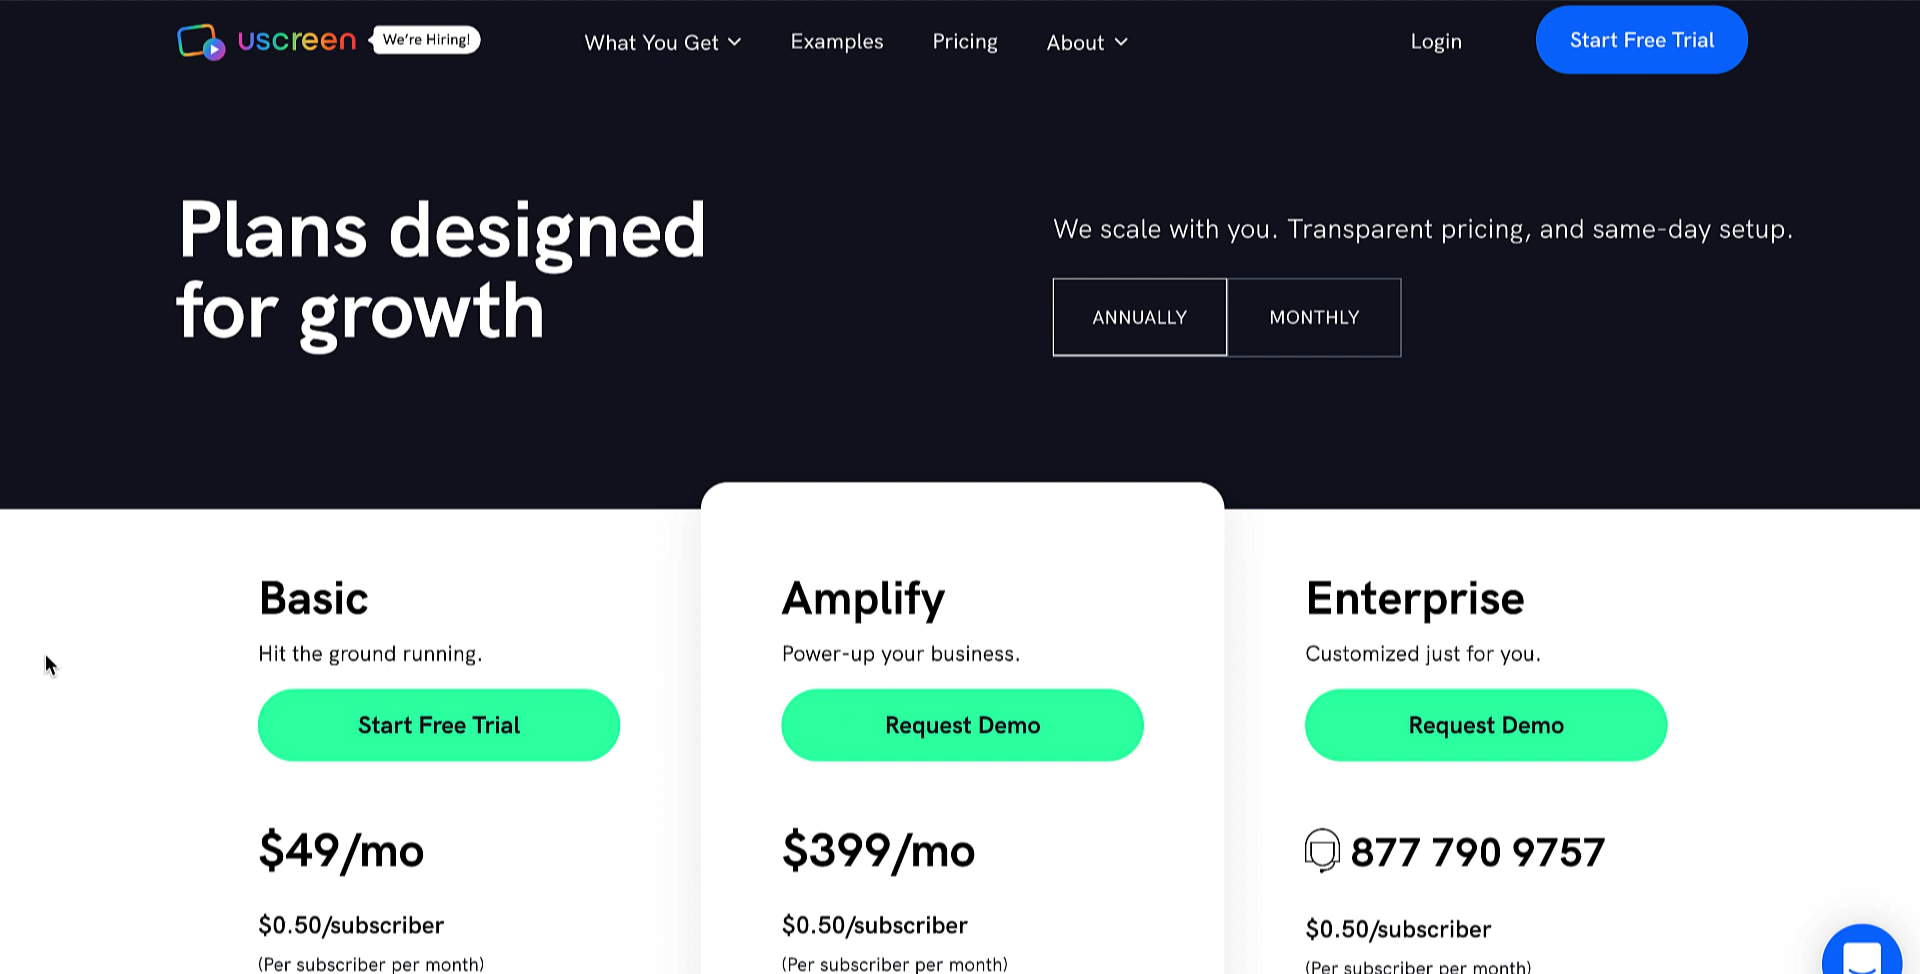 uscreen
We're Hiring!
What You Get
Examples
Pricing
About
Login
Start Free Trial
Plans designed
for growth
We scale with you. Transparent pricing, and same-day setup.
ANNUALLY
MONTHLY
Basic
Hit the ground running.
Start Free Trial
$49/mo
$0.50/subscriber
(Per subscriber per month)
Amplify
Power-up your business.
Request Demo
$399/mo
$0.50/subscriber
(Per subscriber per month)
Enterprise
Customized just for you.
Request Demo
877 790 9757
$0.50/subscriber
(Per subscriber per month)